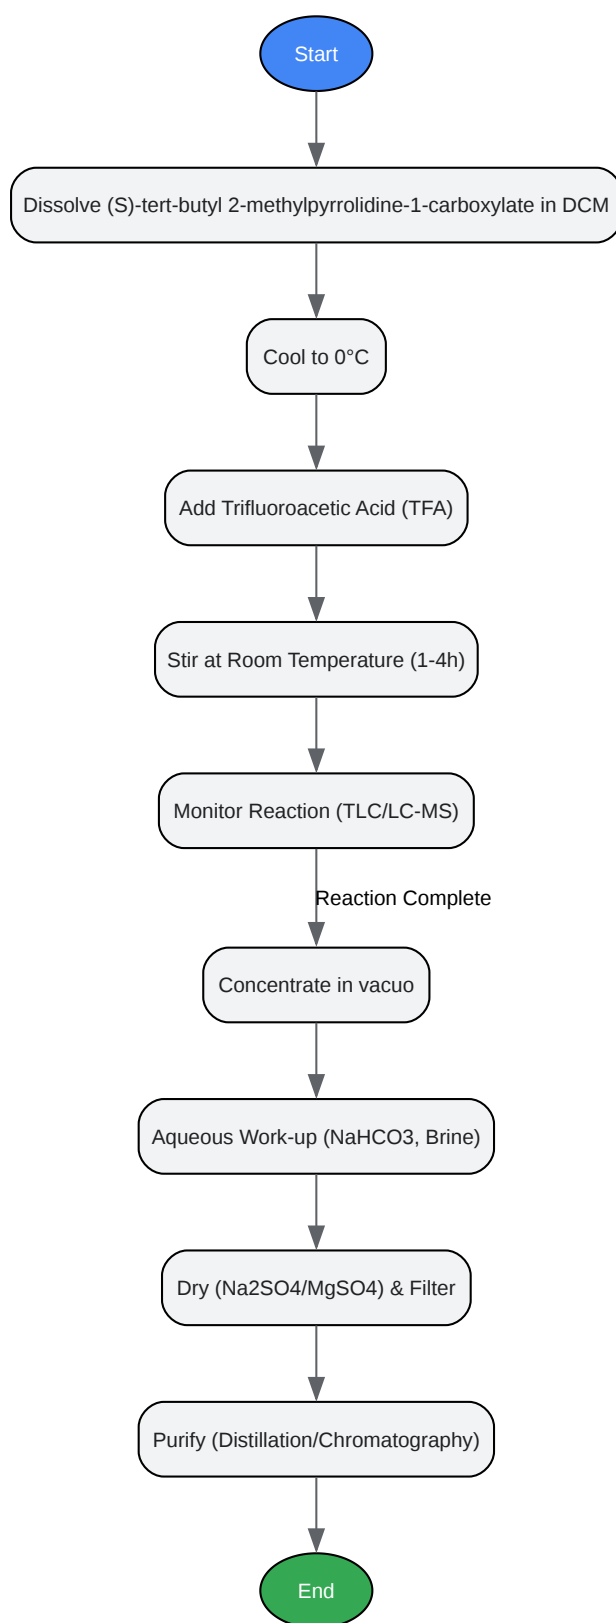 Start
Dissolve (S)-tert-butyl 2-methylpyrrolidine-1-carboxylate in DCM
Cool to 0°C
Add Trifluoroacetic Acid (TFA)
Stir at Room Temperature (1-4h)
Monitor Reaction (TLC/LC-MS)
Reaction Complete
Concentrate in vacuo
Aqueous Work-up (NaHCO3, Brine)
Dry (Na2SO4/MgSO4) & Filter
Purify (Distillation/Chromatography)
End